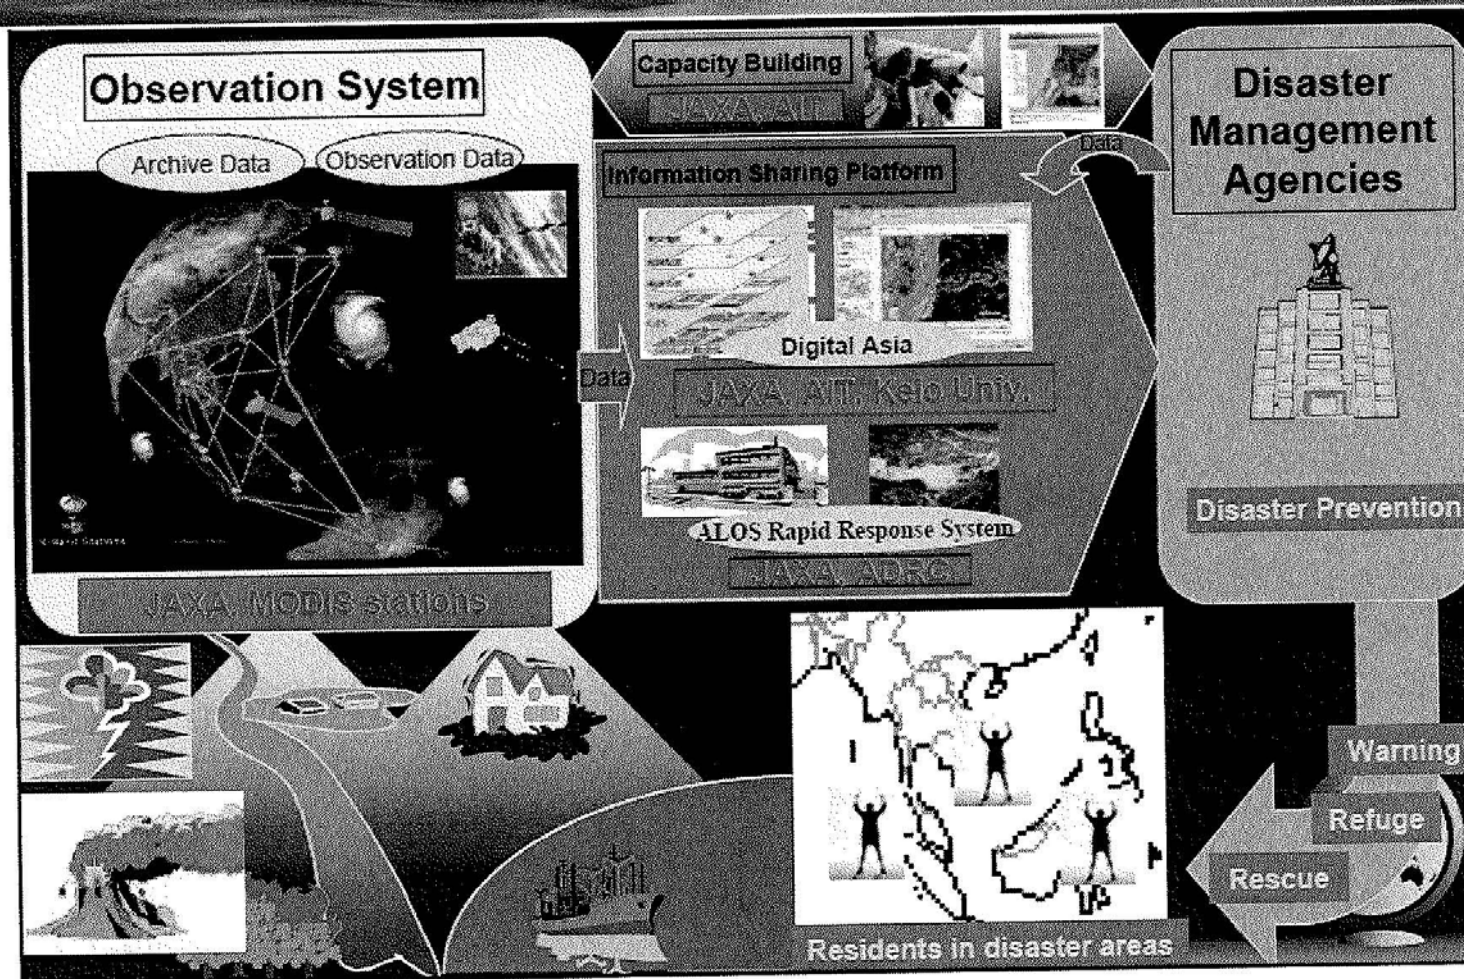 Observation System
Archive Data
Observation Data
JAXA, MODIS stations
Capacity Building
JAXA, AIT
Information Sharing Platform
Data
Data
Digital Asia
JAXA, AIT, Keio Univ.
ALOS Rapid Response System
JAXA, ADRC
Disaster
Management
Agencies
Disaster Prevention
Warning
Refuge
Rescue
Residents in disaster areas